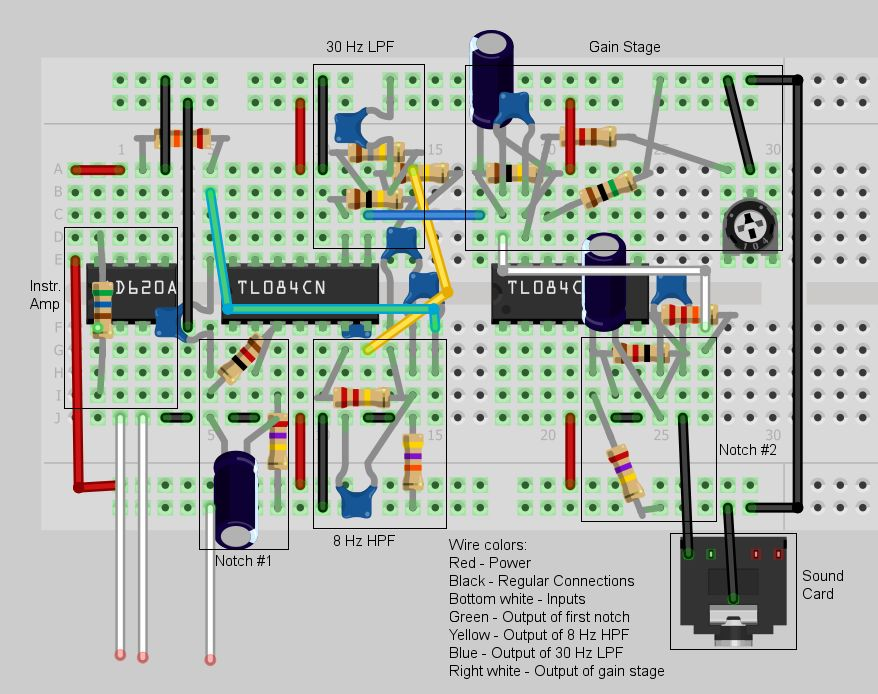 30 Hz LPF
Gain Stage
1
15
20
30
A
B
C
D
E
Instr.
Amp
D620A
TL084CN
TL084C
704
F
G
H
I
J
5
10
15
20
25
30
Notch #2
Notch #1
8 Hz HPF
Wire colors:
Red - Power
Black - Regular Connections
Bottom white - Inputs
Green - Output of first notch
Yellow - Output of 8 Hz HPF
Blue - Output of 30 Hz LPF
Right white - Output of gain stage
Sound
Card